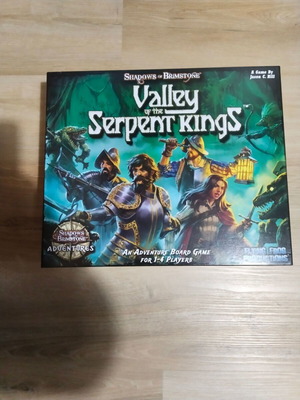 Shadows of Brimstone
A Game By
Jason C. Hill
Valley
of the
Serpent Kings
Shadows
of
Brimstone
Adventures
An Adventure Board Game
for 1-4 Players
Flying Frog
Productions